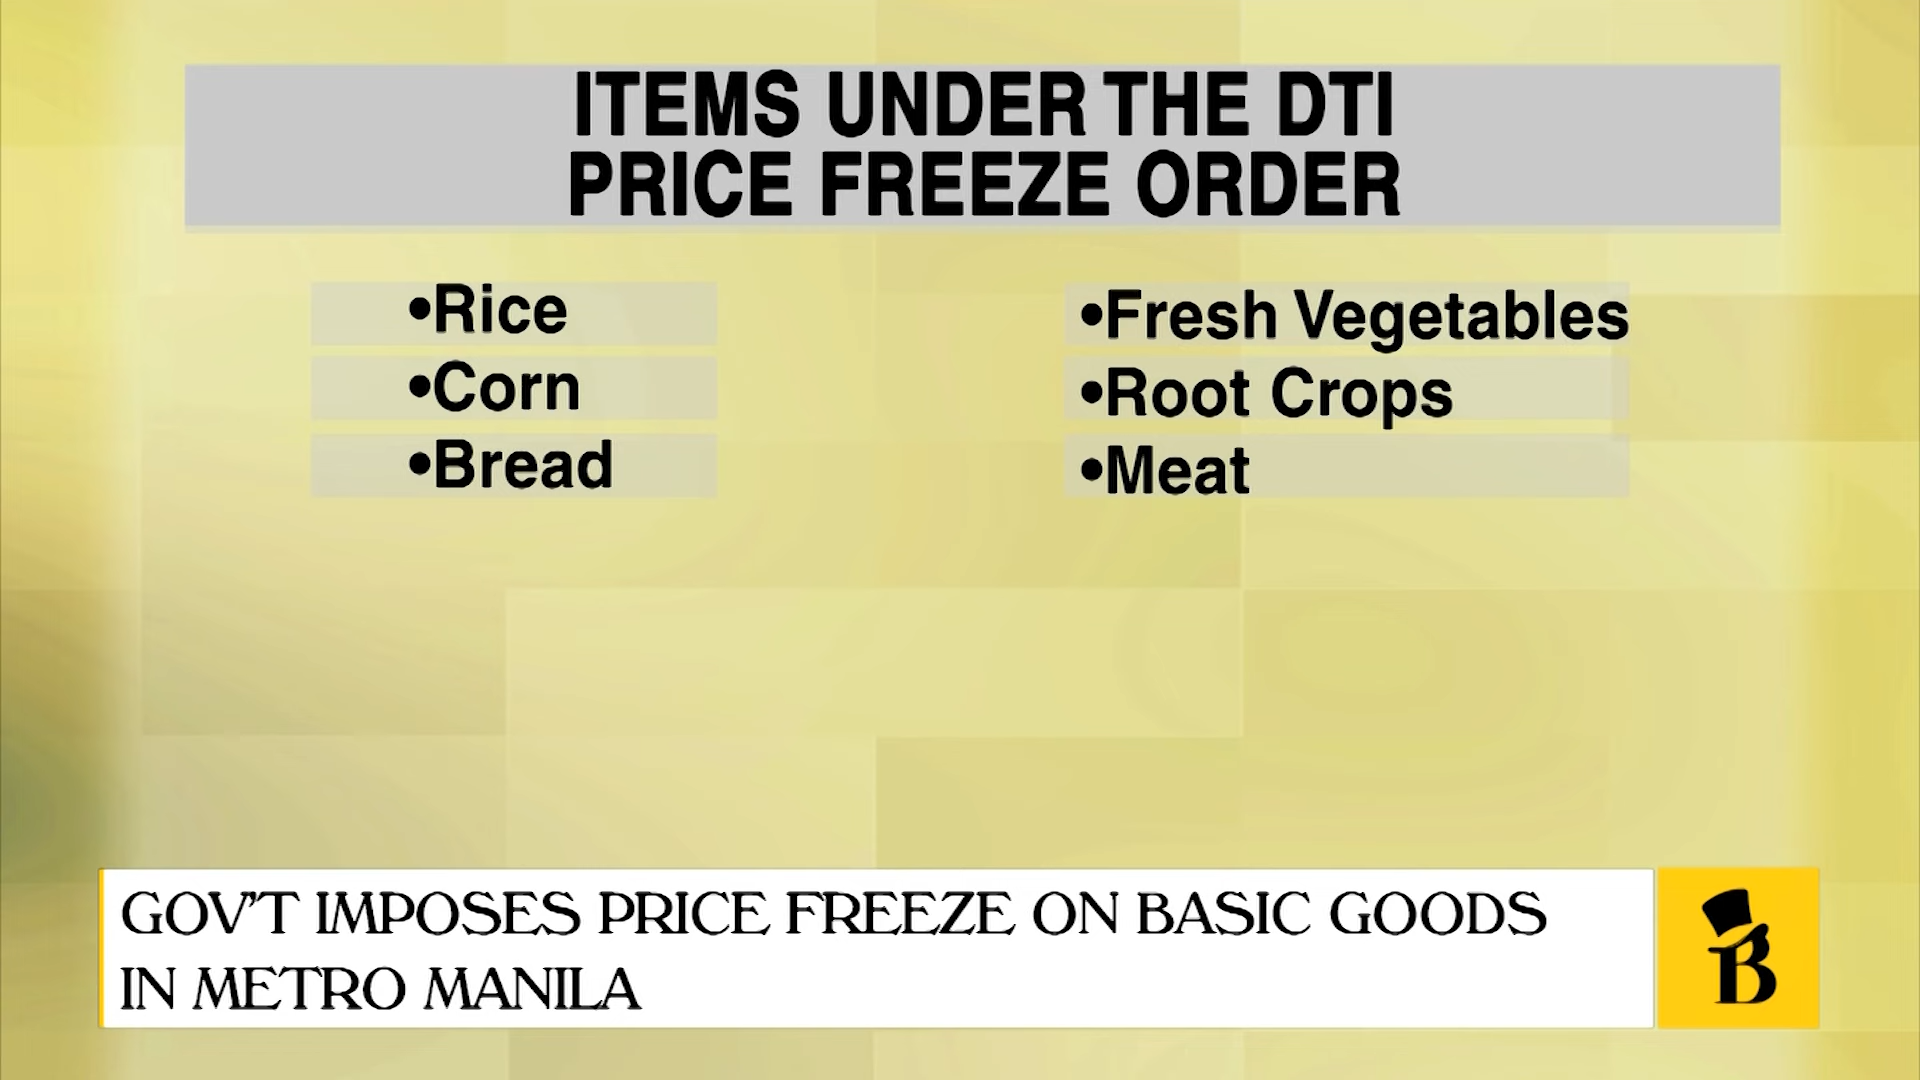 ITEMS UNDER THE DTI
PRICE FREEZE ORDER
•Rice
•Corn
•Bread
•Fresh Vegetables
•Root Crops
•Meat
GOV'T IMPOSES PRICE FREEZE ON BASIC GOODS
IN METRO MANILA
B